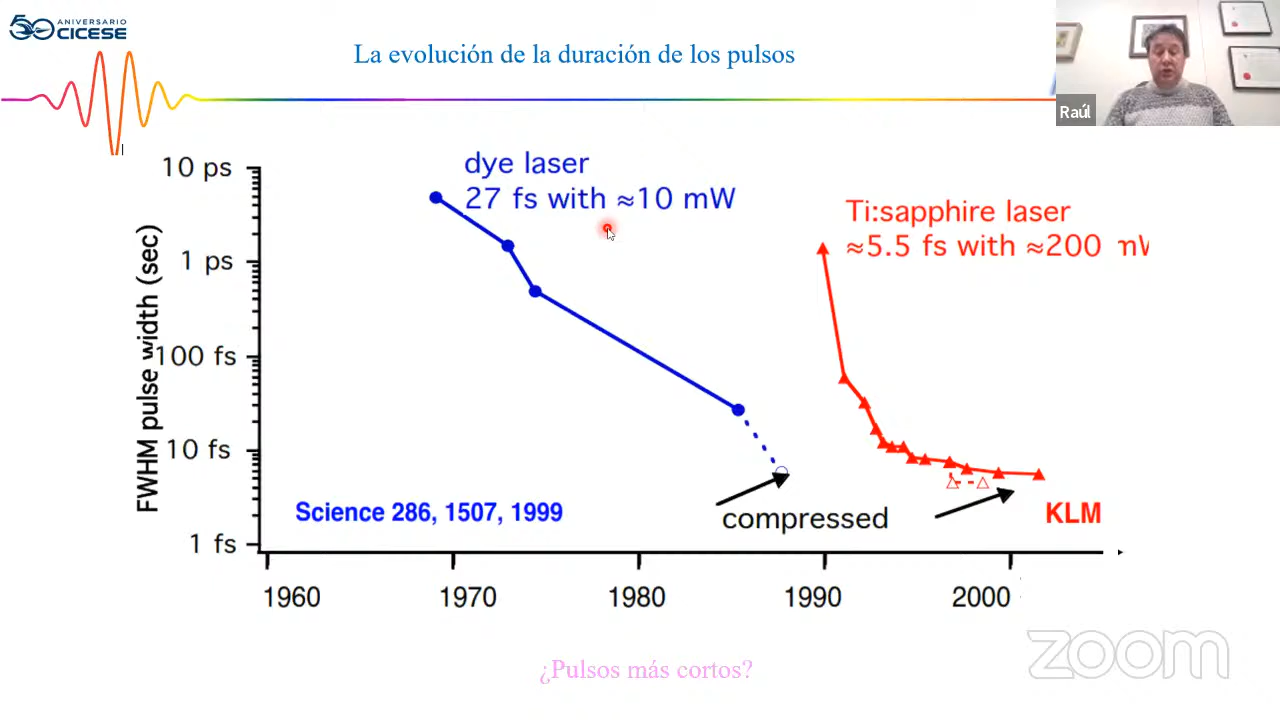 50 ANIVERSARIO
CICESE
La evolución de la duración de los pulsos
Raúl
10 ps
1 ps
100 fs
10 fs
1 fs
FWHM pulse width (sec)
dye laser
27 fs with ≈10 mW
Ti:sapphire laser
≈5.5 fs with ≈200 mW
Science 286, 1507, 1999
compressed
KLM
1960
1970
1980
1990
2000
¿Pulsos más cortos?
zoom